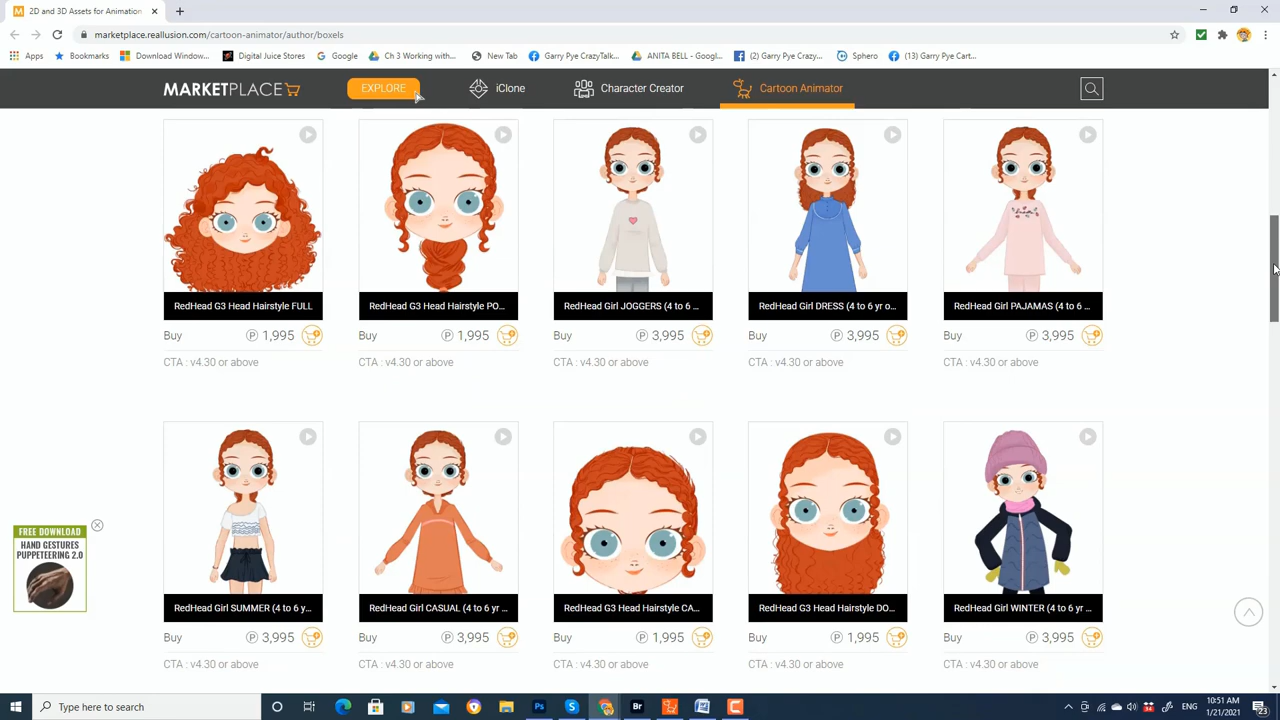 2D and 3D Assets for Animation
marketplace.reallusion.com/cartoon-animator/author/boxels
Apps
Bookmarks
Download Window...
Digital Juice Stores
Google
Ch 3 Working with...
New Tab
Garry Pye CrazyTalk...
ANITA BELL - Googl...
(2) Garry Pye CrazyT...
Sphero
(13) Garry Pye Cart...
MARKETPLACE
EXPLORE
iClone
Character Creator
Cartoon Animator
RedHead G3 Head Hairstyle FULL
RedHead G3 Head Hairstyle PO...
RedHead Girl JOGGERS (4 to 6 ...
RedHead Girl DRESS (4 to 6 yr o...
RedHead Girl PAJAMAS (4 to 6 ...
Buy P 1,995
Buy P 1,995
Buy P 3,995
Buy P 3,995
Buy P 3,995
CTA : v4.30 or above
CTA : v4.30 or above
CTA : v4.30 or above
CTA : v4.30 or above
CTA : v4.30 or above
FREE DOWNLOAD
HAND GESTURES
PUPPETEERING 2.0
RedHead Girl SUMMER (4 to 6 y...
RedHead Girl CASUAL (4 to 6 yr ...
RedHead G3 Head Hairstyle CA...
RedHead G3 Head Hairstyle DO...
RedHead Girl WINTER (4 to 6 yr ...
Buy P 3,995
Buy P 3,995
Buy P 1,995
Buy P 1,995
Buy P 3,995
CTA : v4.30 or above
CTA : v4.30 or above
CTA : v4.30 or above
CTA : v4.30 or above
CTA : v4.30 or above
Type here to search
Ps
Br
ENG
10:51 AM
1/21/2021
23